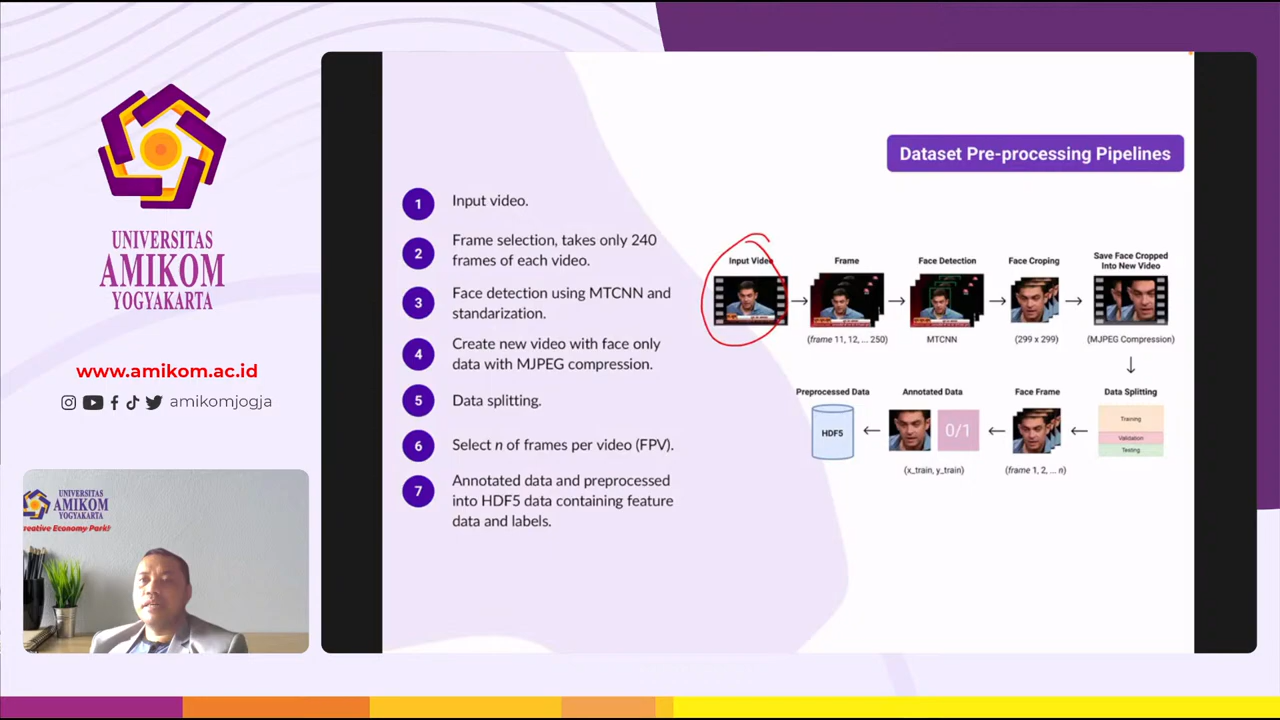 UNIVERSITAS
AMIKOM
YOGYAKARTA
www.amikom.ac.id
amikomjogja
UNIVERSITAS
AMIKOM
YOGYAKARTA
reative Economy Park!
Dataset Pre-processing Pipelines
1 Input video.
2 Frame selection, takes only 240
frames of each video.
3 Face detection using MTCNN and
standarization.
4 Create new video with face only
data with MJPEG compression.
5 Data splitting.
6 Select n of frames per video (FPV).
7 Annotated data and preprocessed
into HDF5 data containing feature
data and labels.
Input Video
Frame
(frame 11, 12, ... 250)
Face Detection
MTCNN
Face Croping
(299 x 299)
Save Face Cropped
Into New Video
(MJPEG Compression)
Data Splitting
Training
Validation
Testing
Face Frame
(frame 1, 2, ... n)
Annotated Data
0/1
(x_train, y_train)
Preprocessed Data
HDF5